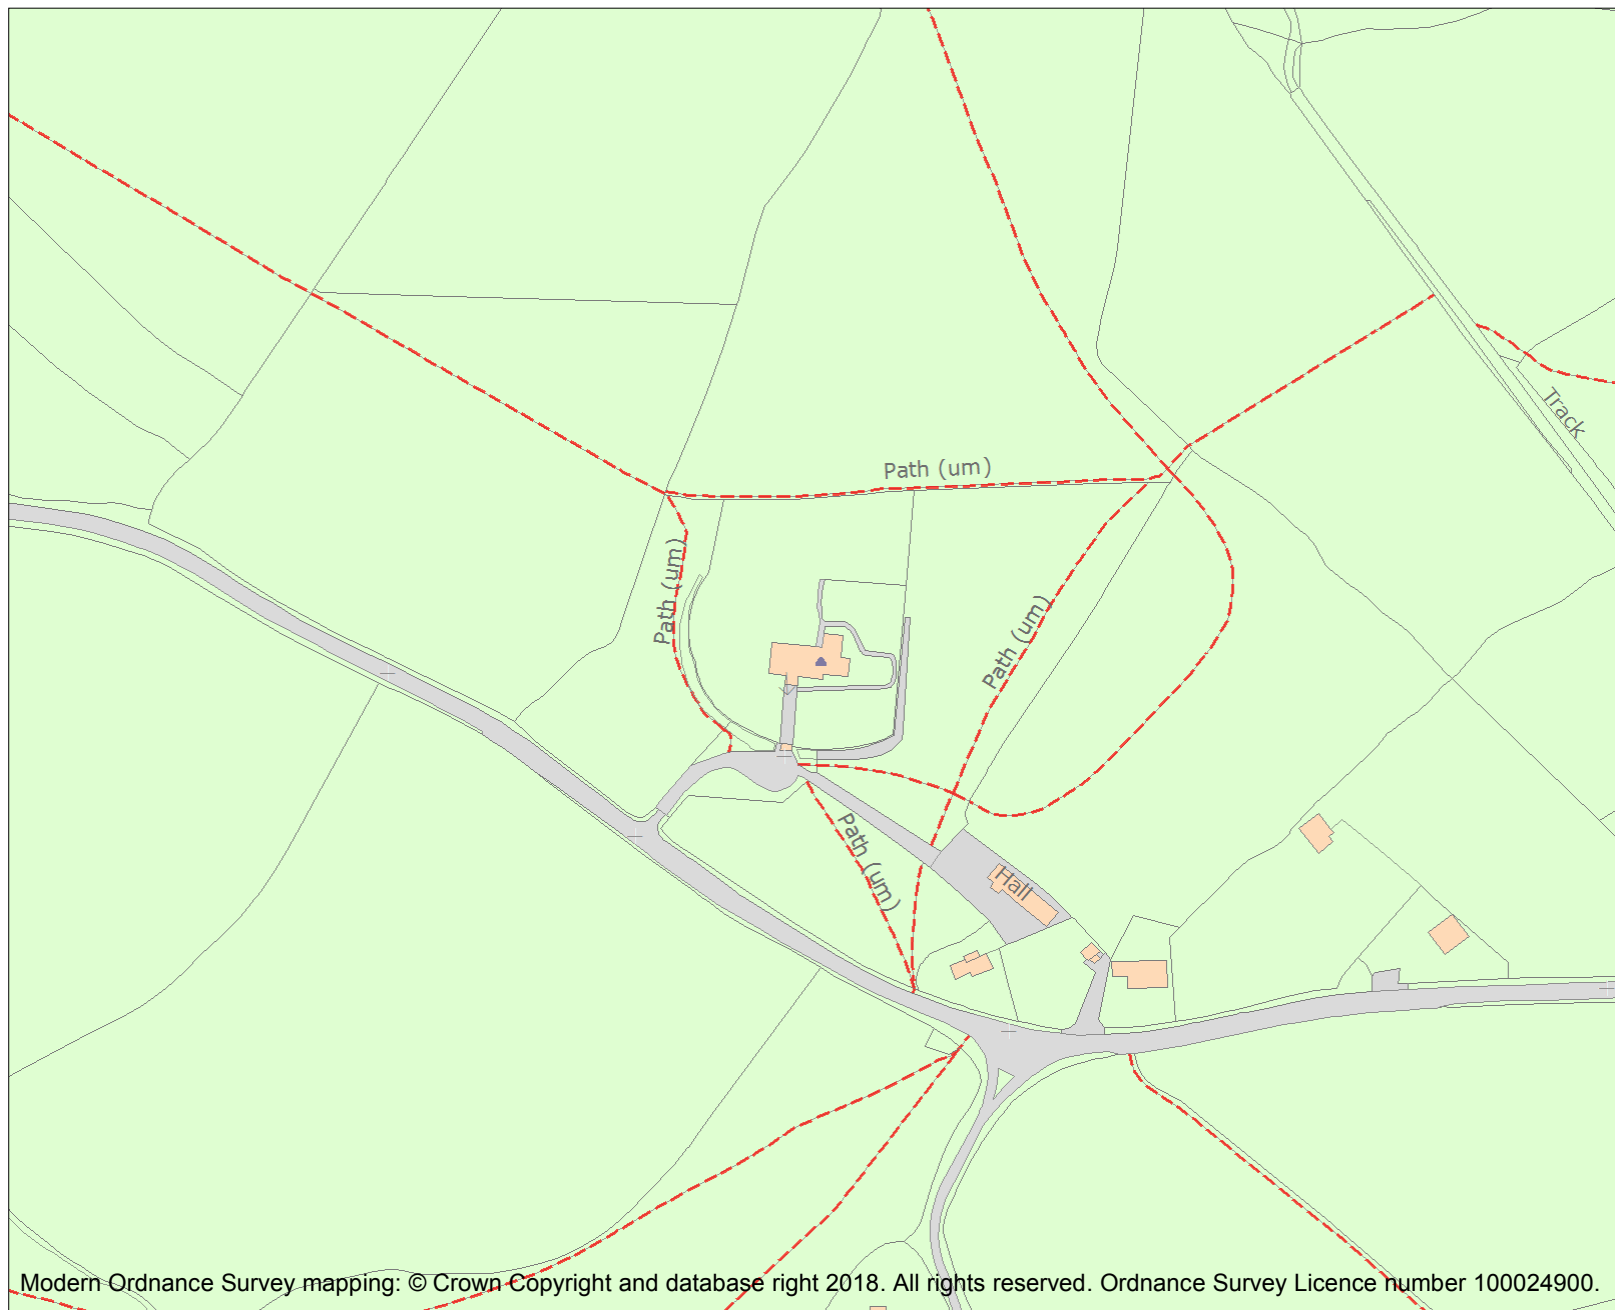 Track
Path (um)
Path (um)
Path (um)
Path (um)
Hall
Modern Ordnance Survey mapping: © Crown Copyright and database right 2018. All rights reserved. Ordnance Survey Licence number 100024900.